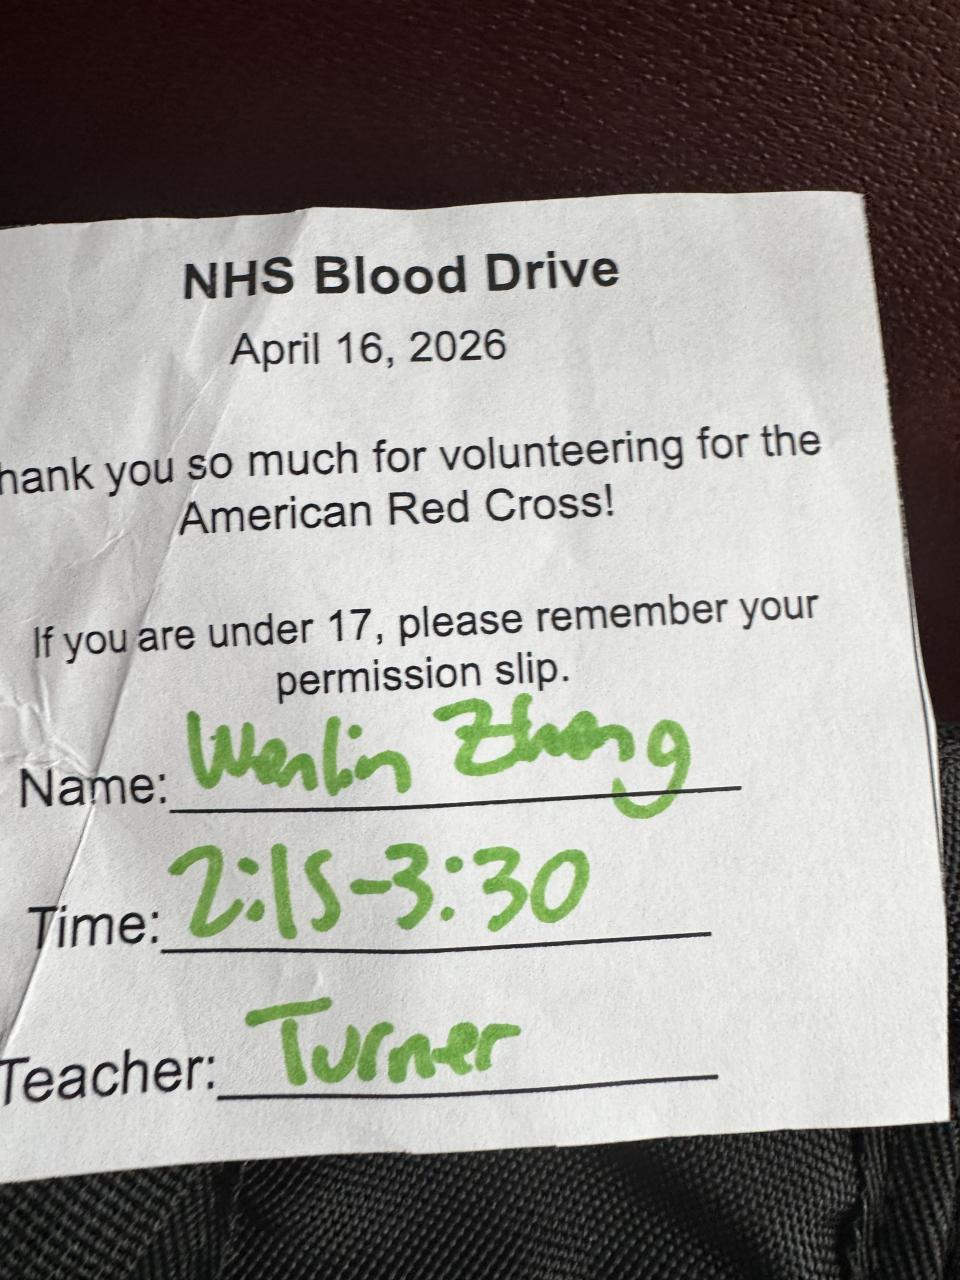 NHS Blood Drive
April 16, 2026
hank you so much for volunteering for the
American Red Cross!
If you are under 17, please remember your
permission slip.
Name: Wenlin Zheng
Time: 2:15-3:30
Teacher: Turner